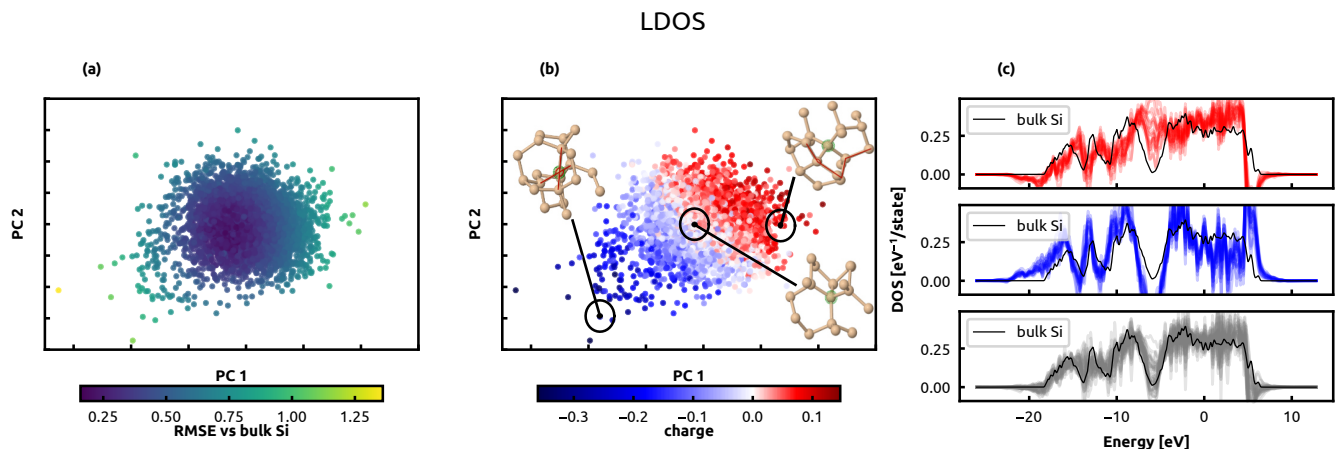 LDOS
(a)
(b)
(c)
PC 2
PC 1
0.25 0.50 0.75 1.00 1.25
RMSE vs bulk Si
PC 2
PC 1
−0.3 −0.2 −0.1 0.0 0.1
charge
DOS [eV⁻¹/state]
bulk Si
0.25
0.00
bulk Si
0.25
0.00
bulk Si
0.25
0.00
−20 −10 0 10
Energy [eV]